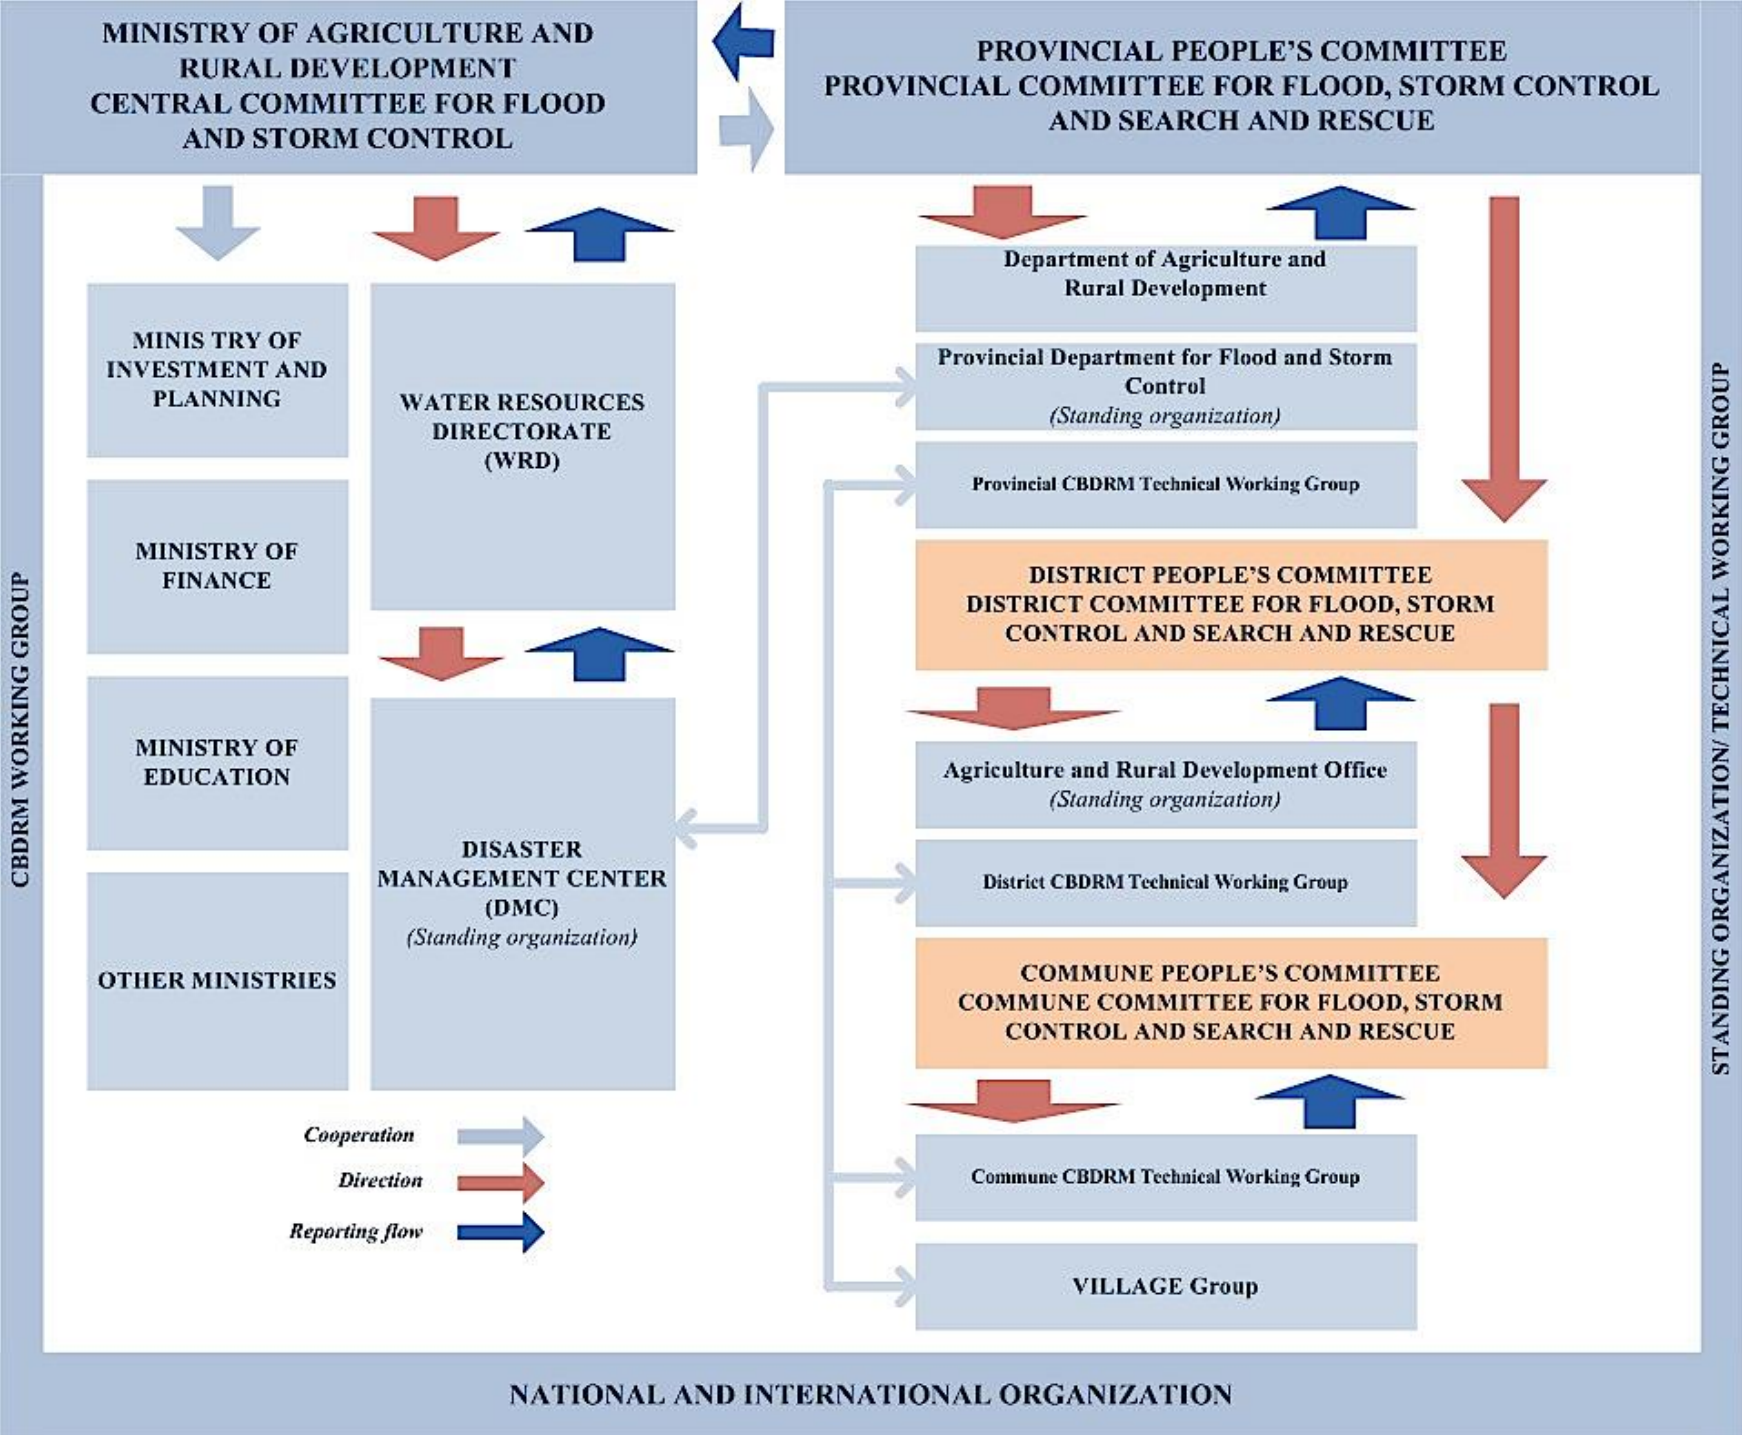 MINISTRY OF AGRICULTURE AND
RURAL DEVELOPMENT
CENTRAL COMMITTEE FOR FLOOD
AND STORM CONTROL
PROVINCIAL PEOPLE'S COMMITTEE
PROVINCIAL COMMITTEE FOR FLOOD, STORM CONTROL
AND SEARCH AND RESCUE
CBDRM WORKING GROUP
MINIS TRY OF
INVESTMENT AND
PLANNING
MINISTRY OF
FINANCE
MINISTRY OF
EDUCATION
OTHER MINISTRIES
WATER RESOURCES
DIRECTORATE
(WRD)
DISASTER
MANAGEMENT CENTER
(DMC)
(Standing organization)
Cooperation
Direction
Reporting flow
Department of Agriculture and
Rural Development
Provincial Department for Flood and Storm
Control
(Standing organization)
Provincial CBDRM Technical Working Group
DISTRICT PEOPLE'S COMMITTEE
DISTRICT COMMITTEE FOR FLOOD, STORM
CONTROL AND SEARCH AND RESCUE
Agriculture and Rural Development Office
(Standing organization)
District CBDRM Technical Working Group
COMMUNE PEOPLE'S COMMITTEE
COMMUNE COMMITTEE FOR FLOOD, STORM
CONTROL AND SEARCH AND RESCUE
Commune CBDRM Technical Working Group
VILLAGE Group
STANDING ORGANIZATION/ TECHNICAL WORKING GROUP
NATIONAL AND INTERNATIONAL ORGANIZATION